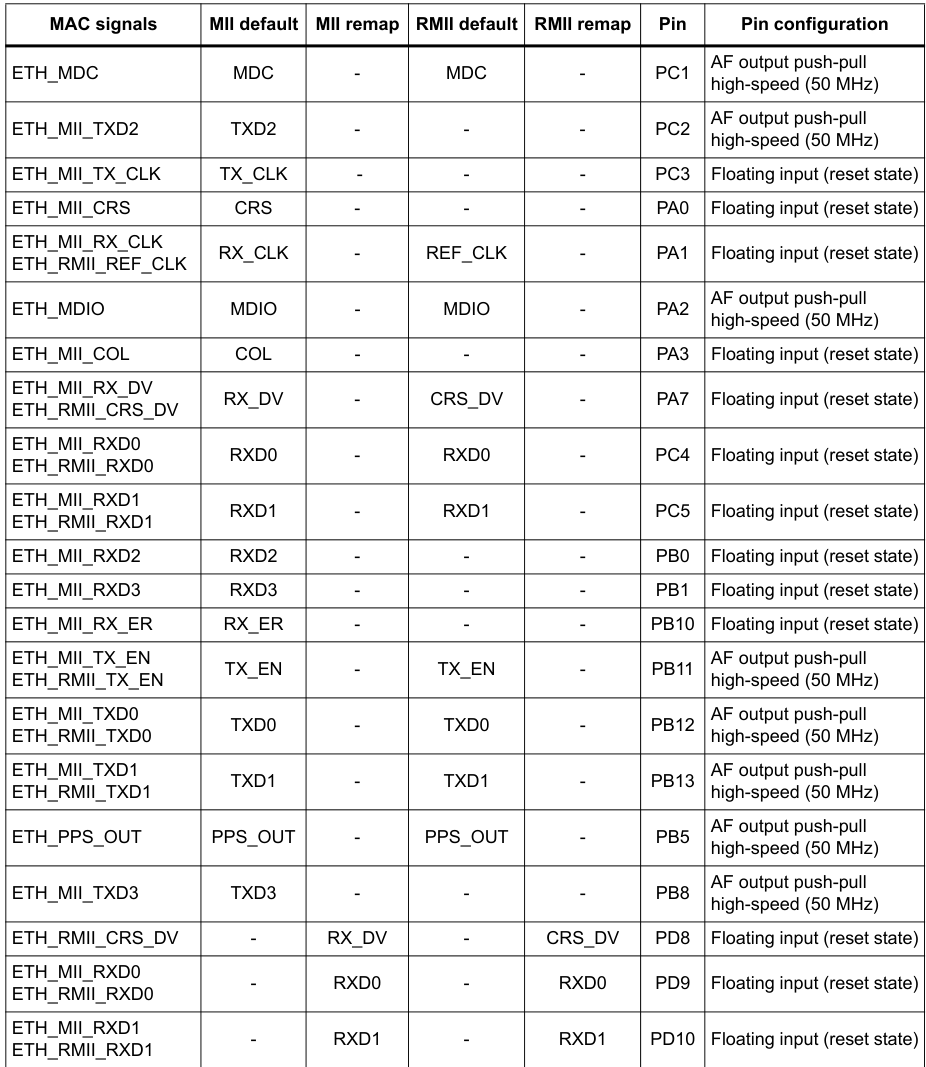 MAC signals MII default MII remap RMII default RMII remap Pin Pin configuration
ETH_MDC MDC - MDC - PC1 AF output push-pull
high-speed (50 MHz)
ETH_MII_TXD2 TXD2 - - - PC2 AF output push-pull
high-speed (50 MHz)
ETH_MII_TX_CLK TX_CLK - - - PC3 Floating input (reset state)
ETH_MII_CRS CRS - - - PA0 Floating input (reset state)
ETH_MII_RX_CLK
ETH_RMII_REF_CLK RX_CLK - REF_CLK - PA1 Floating input (reset state)
ETH_MDIO MDIO - MDIO - PA2 AF output push-pull
high-speed (50 MHz)
ETH_MII_COL COL - - - PA3 Floating input (reset state)
ETH_MII_RX_DV
ETH_RMII_CRS_DV RX_DV - CRS_DV - PA7 Floating input (reset state)
ETH_MII_RXD0
ETH_RMII_RXD0 RXD0 - RXD0 - PC4 Floating input (reset state)
ETH_MII_RXD1
ETH_RMII_RXD1 RXD1 - RXD1 - PC5 Floating input (reset state)
ETH_MII_RXD2 RXD2 - - - PB0 Floating input (reset state)
ETH_MII_RXD3 RXD3 - - - PB1 Floating input (reset state)
ETH_MII_RX_ER RX_ER - - - PB10 Floating input (reset state)
ETH_MII_TX_EN
ETH_RMII_TX_EN TX_EN - TX_EN - PB11 AF output push-pull
high-speed (50 MHz)
ETH_MII_TXD0
ETH_RMII_TXD0 TXD0 - TXD0 - PB12 AF output push-pull
high-speed (50 MHz)
ETH_MII_TXD1
ETH_RMII_TXD1 TXD1 - TXD1 - PB13 AF output push-pull
high-speed (50 MHz)
ETH_PPS_OUT PPS_OUT - PPS_OUT - PB5 AF output push-pull
high-speed (50 MHz)
ETH_MII_TXD3 TXD3 - - - PB8 AF output push-pull
high-speed (50 MHz)
ETH_RMII_CRS_DV - RX_DV - CRS_DV PD8 Floating input (reset state)
ETH_MII_RXD0
ETH_RMII_RXD0 - RXD0 - RXD0 PD9 Floating input (reset state)
ETH_MII_RXD1
ETH_RMII_RXD1 - RXD1 - RXD1 PD10 Floating input (reset state)